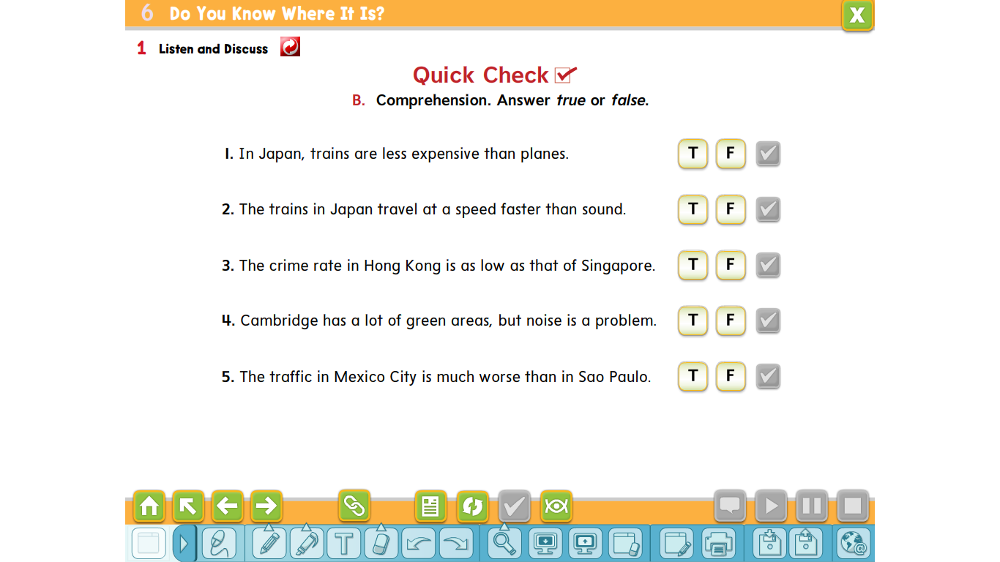 6 Do You Know Where It Is?
X
1 Listen and Discuss
Quick Check
B. Comprehension. Answer true or false.
1. In Japan, trains are less expensive than planes. T F
2. The trains in Japan travel at a speed faster than sound. T F
3. The crime rate in Hong Kong is as low as that of Singapore. T F
4. Cambridge has a lot of green areas, but noise is a problem. T F
5. The traffic in Mexico City is much worse than in Sao Paulo. T F
T
@